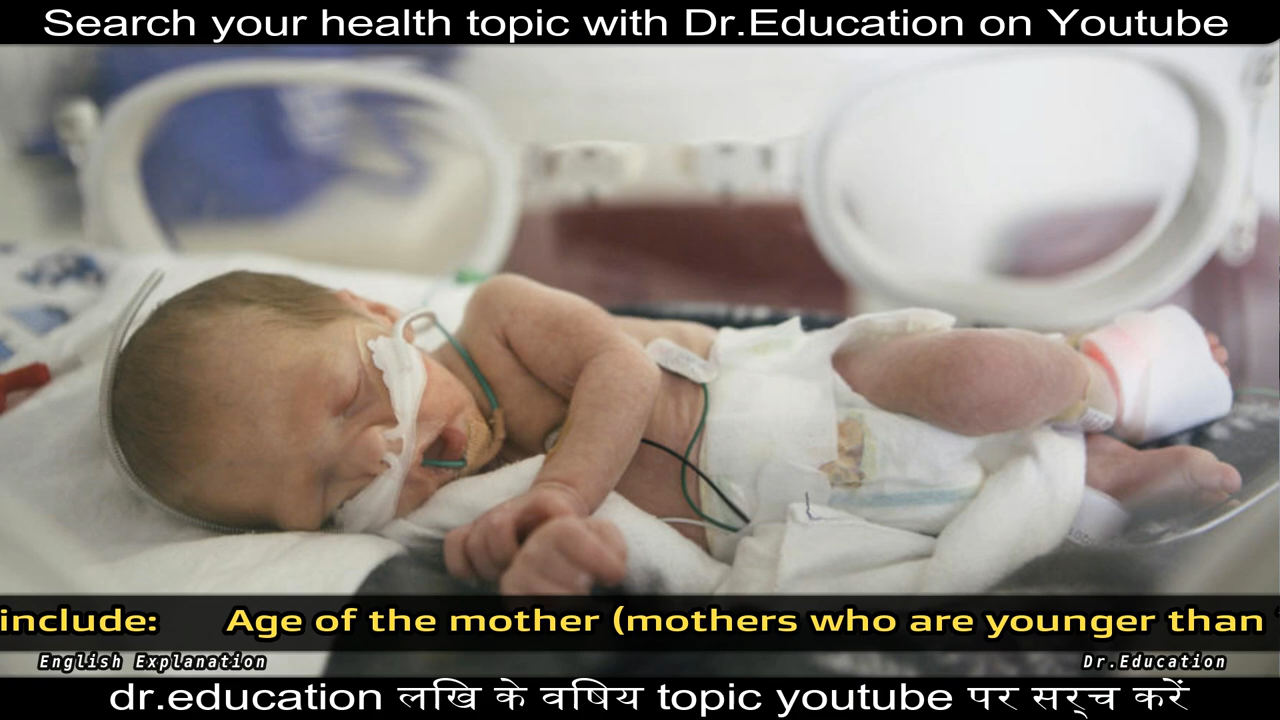 Search your health topic with Dr.Education on Youtube
include: Age of the mother (mothers who are younger than
English Explanation
Dr.Education
dr.education लखि के वषिय topic youtube पर सर्च करें